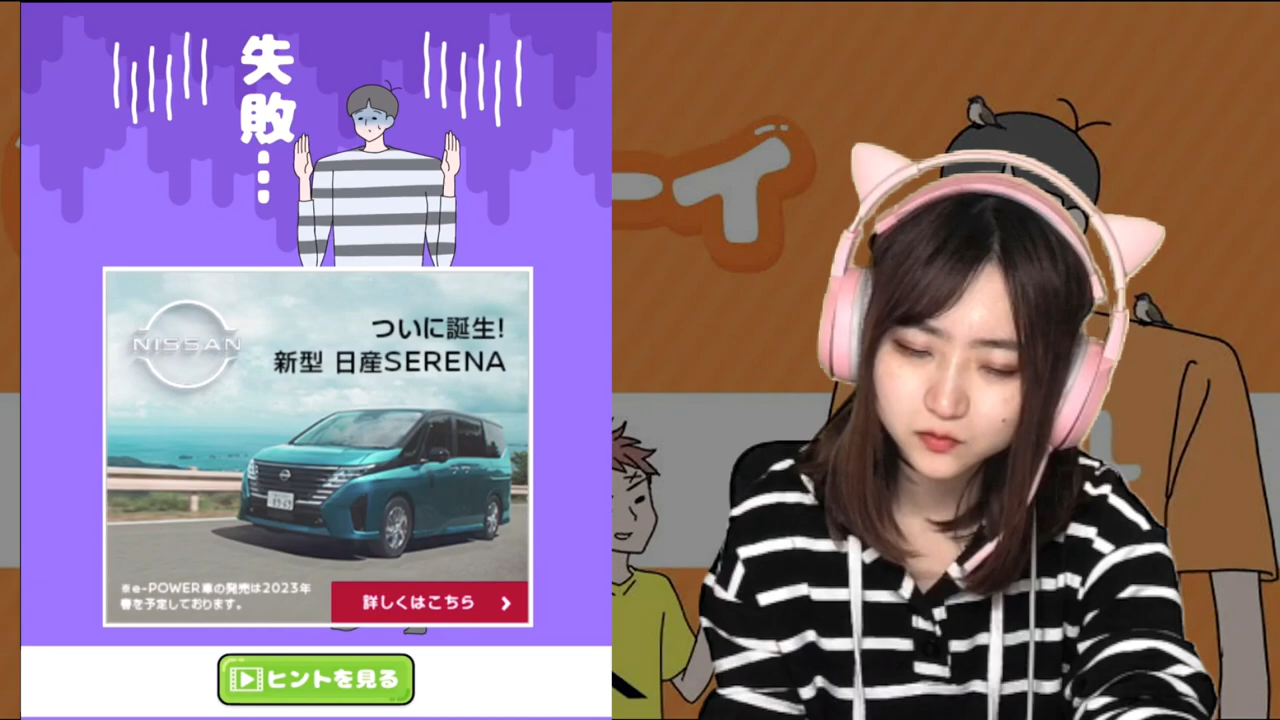 失敗…
NISSAN
ついに誕生!
新型 日産SERENA
※e-POWER車の発売は2023年
春を予定しております。
詳しくはこちら
ヒントを見る
ーイ